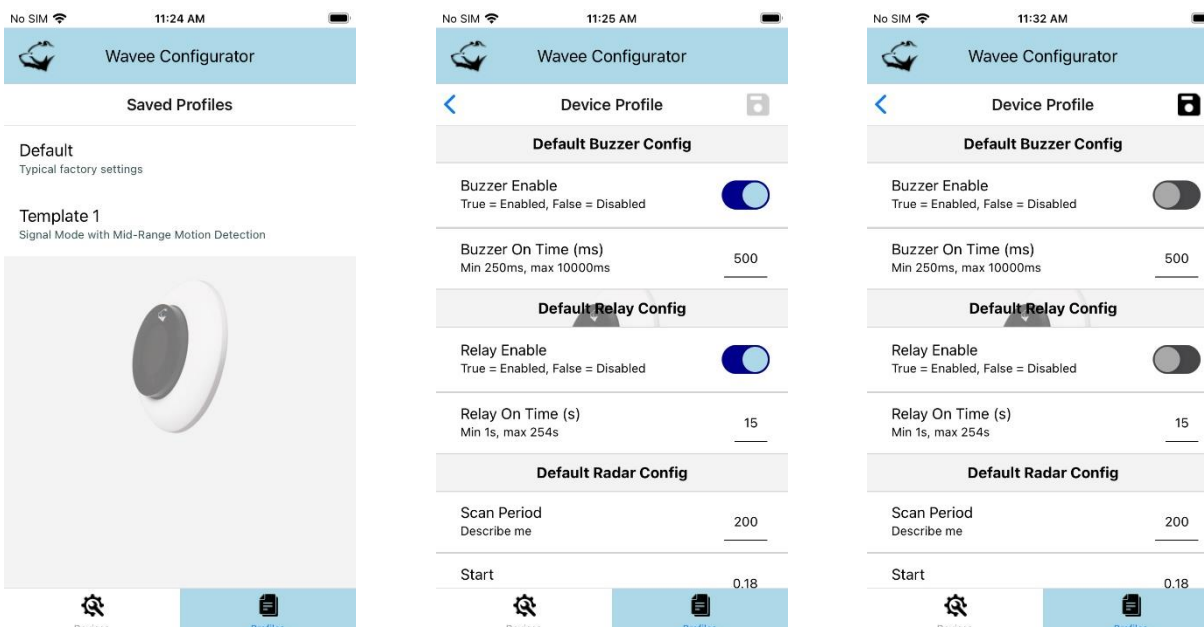 No SIM 11:24 AM
Wavee Configurator
Saved Profiles
Default
Typical factory settings
Template 1
Signal Mode with Mid-Range Motion Detection
No SIM 11:25 AM
Wavee Configurator
Device Profile
Default Buzzer Config
Buzzer Enable
True = Enabled, False = Disabled
Buzzer On Time (ms)
Min 250ms, max 10000ms
500
Default Relay Config
Relay Enable
True = Enabled, False = Disabled
Relay On Time (s)
Min 1s, max 254s
15
Default Radar Config
Scan Period
Describe me
200
Start
0.18
No SIM 11:32 AM
Wavee Configurator
Device Profile
Default Buzzer Config
Buzzer Enable
True = Enabled, False = Disabled
Buzzer On Time (ms)
Min 250ms, max 10000ms
500
Default Relay Config
Relay Enable
True = Enabled, False = Disabled
Relay On Time (s)
Min 1s, max 254s
15
Default Radar Config
Scan Period
Describe me
200
Start
0.18